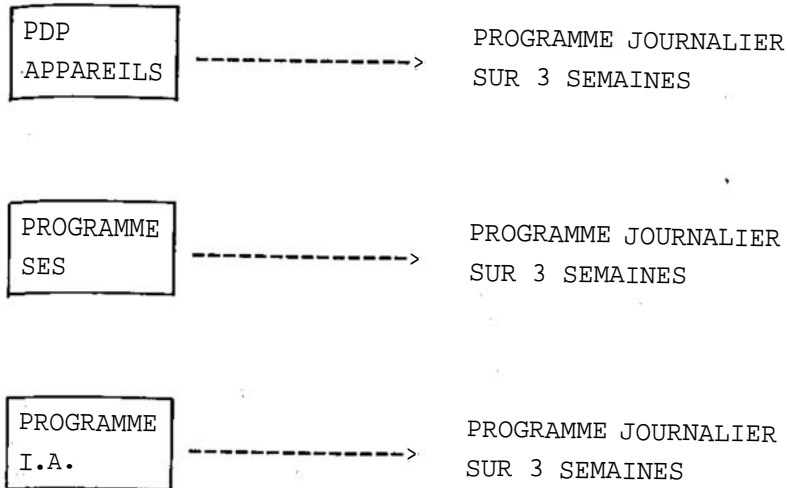 PDP
APPAREILS
PROGRAMME JOURNALIER
SUR 3 SEMAINES
PROGRAMME
SES
PROGRAMME JOURNALIER
SUR 3 SEMAINES
PROGRAMME
I.A.
PROGRAMME JOURNALIER
SUR 3 SEMAINES